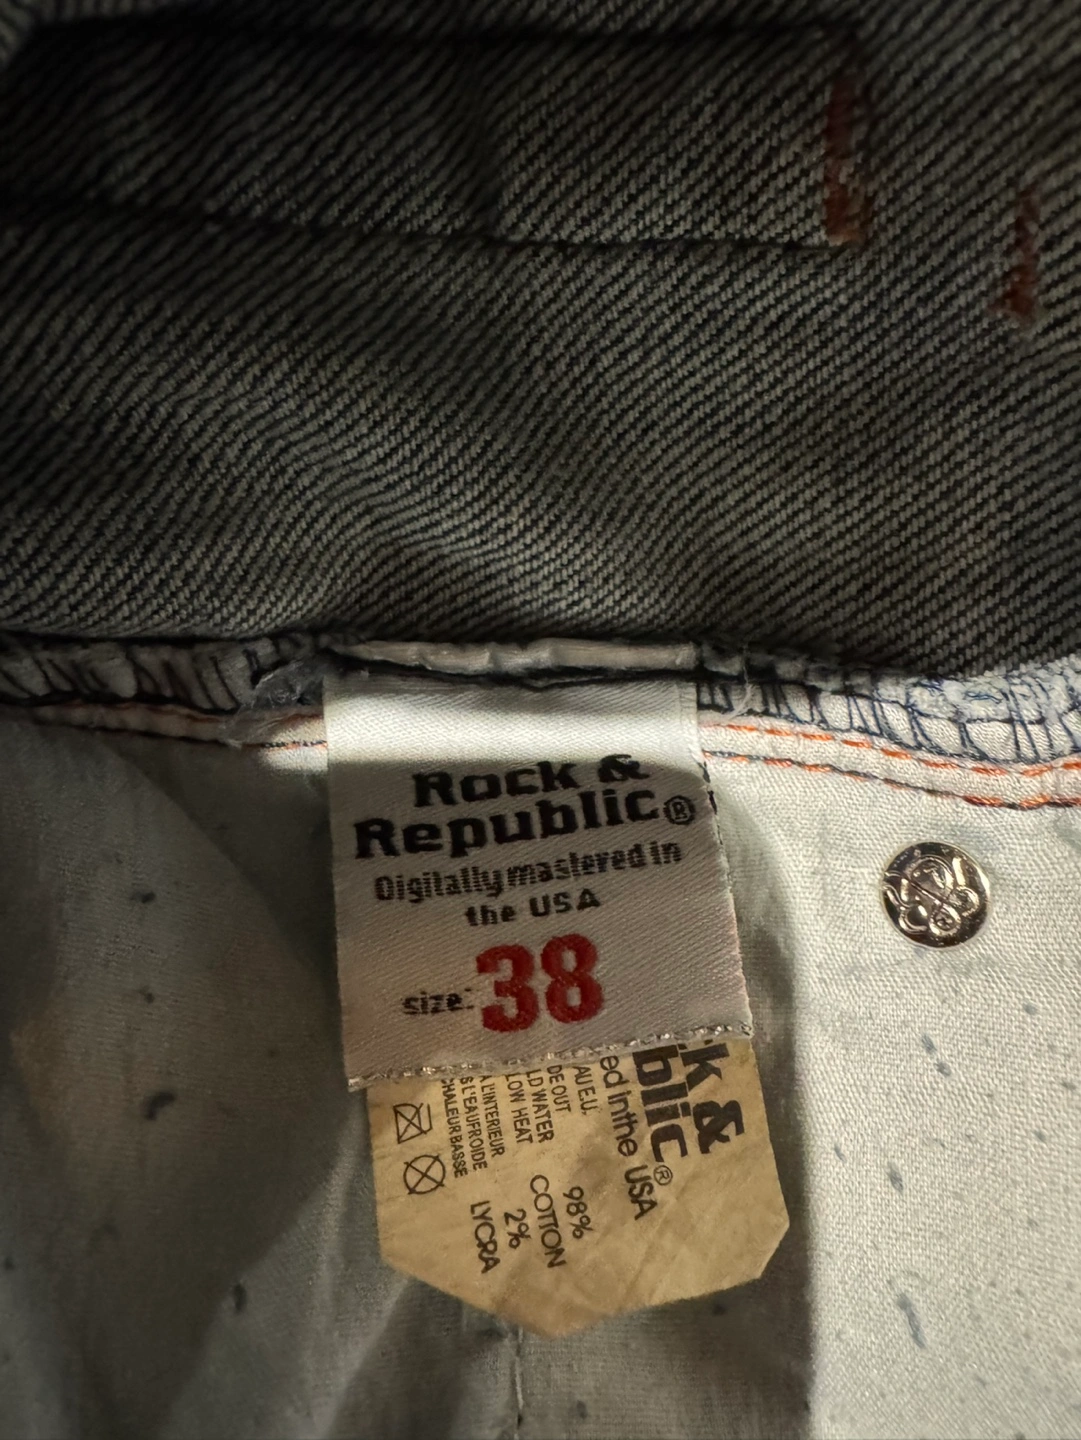 Rock &
Republic®
Digitally mastered in
the USA
size: 38
k &
blic®
ed In the USA
98%
COTTON
2%
LYCRA
AU E.U.
DE OUT
LD WATER
LOW HEAT
L'INTERIEUR
L'EAU FROIDE
CHALEUR BASSE